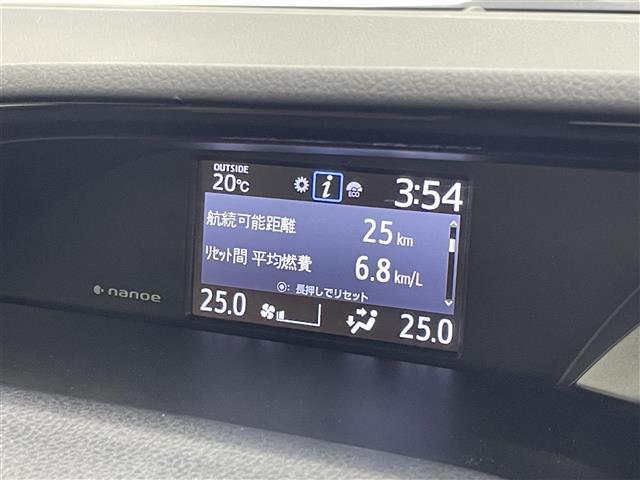 OUTSIDE
20℃
i
ECO
3:54
航続可能距離 25 km
リセット間 平均燃費 6.8 km/L
◉: 長押しでリセット
25.0
25.0
nanoe